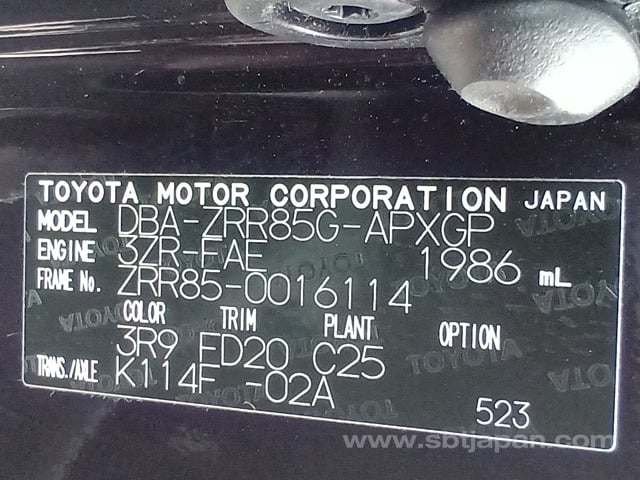 TOYOTA MOTOR CORPORATION JAPAN
MODEL DBA-ZRR85G-APXGP
ENGINE 3ZR-FAE 1986 mL
FRAME No. ZRR85-0016114
COLOR TRIM PLANT OPTION
3R9 FD20 C25
TRANS./AXLE K114F -02A
523
www.sbtjapan.com